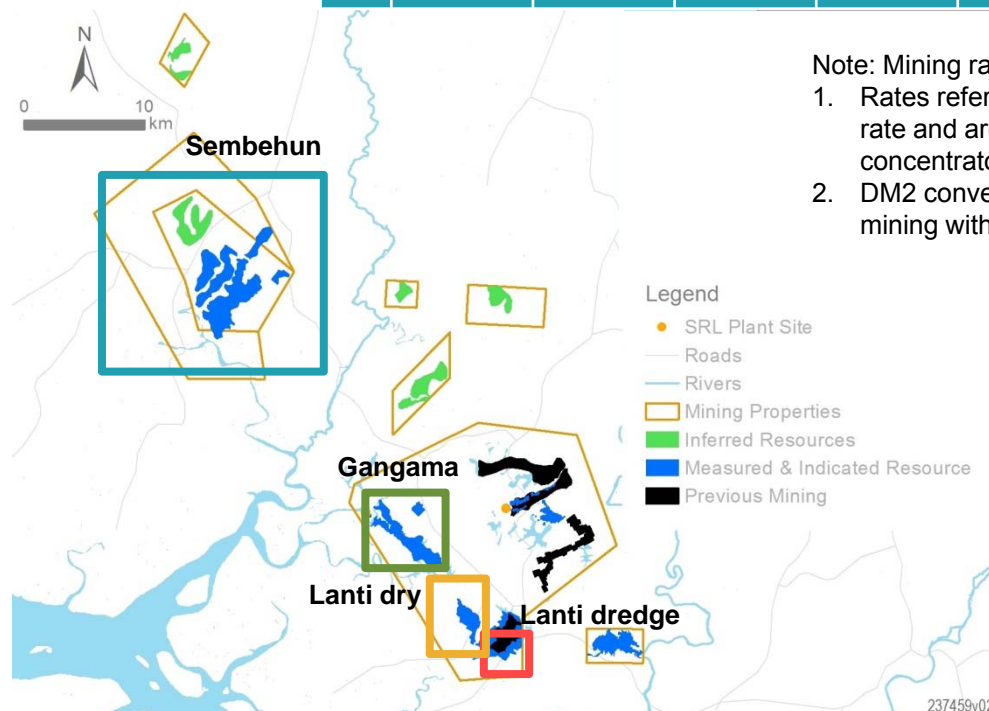 N
0 10
km
Sembehun
Gangama
Lanti dry
Lanti dredge
Note: Mining ra
1. Rates refer
rate and ar
concentrato
2. DM2 conve
mining with
Legend
SRL Plant Site
Roads
Rivers
Mining Properties
Inferred Resources
Measured & Indicated Resource
Previous Mining
237459v02